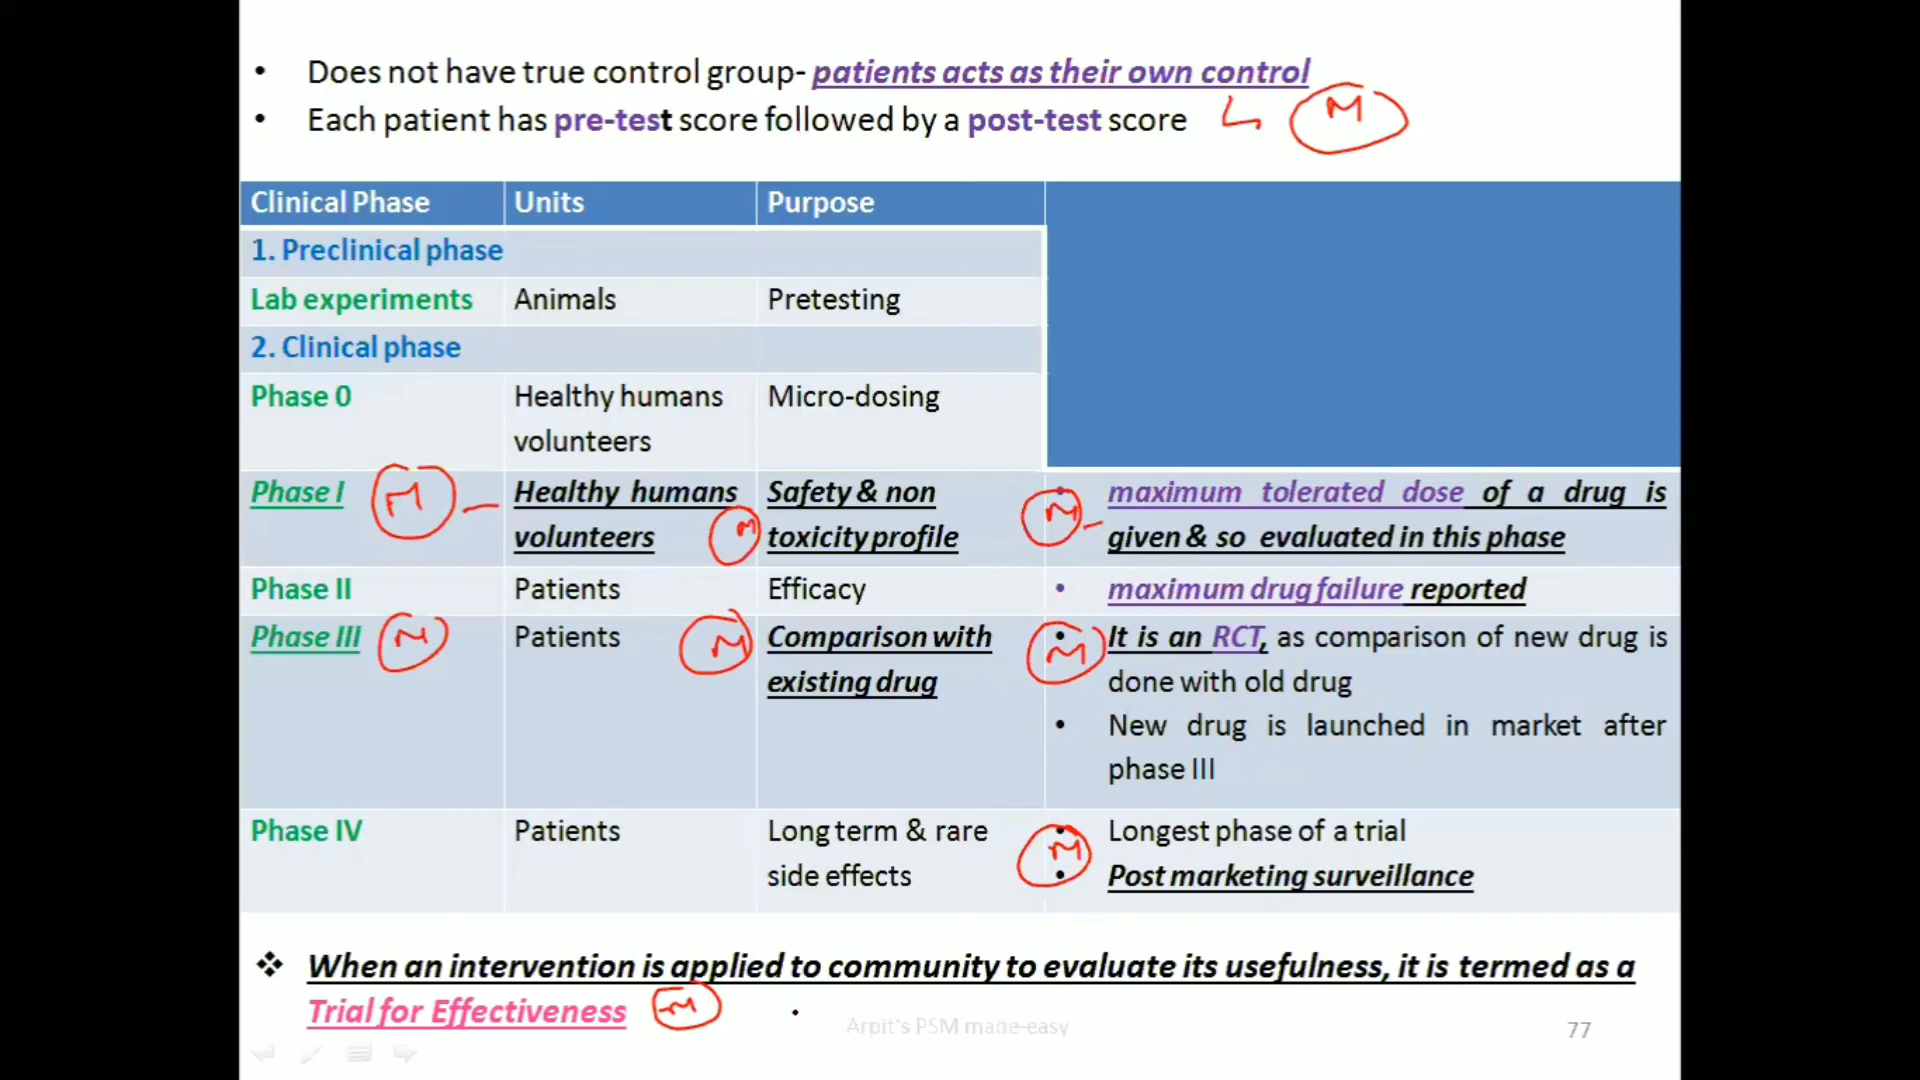 • Does not have true control group- patients acts as their own control
• Each patient has pre-test score followed by a post-test score
M
Clinical Phase Units Purpose
1. Preclinical phase
Lab experiments Animals Pretesting
2. Clinical phase
Phase 0 Healthy humans Micro-dosing
volunteers
Phase I M Healthy humans Safety & non M • maximum tolerated dose of a drug is
volunteers M toxicity profile given & so evaluated in this phase
Phase II Patients Efficacy • maximum drug failure reported
Phase III M Patients M Comparison with M • It is an RCT, as comparison of new drug is
existing drug done with old drug
• New drug is launched in market after
phase III
Phase IV Patients Long term & rare M • Longest phase of a trial
side effects • Post marketing surveillance
❖ When an intervention is applied to community to evaluate its usefulness, it is termed as a
Trial for Effectiveness M
Arpit's PSM made-easy 77